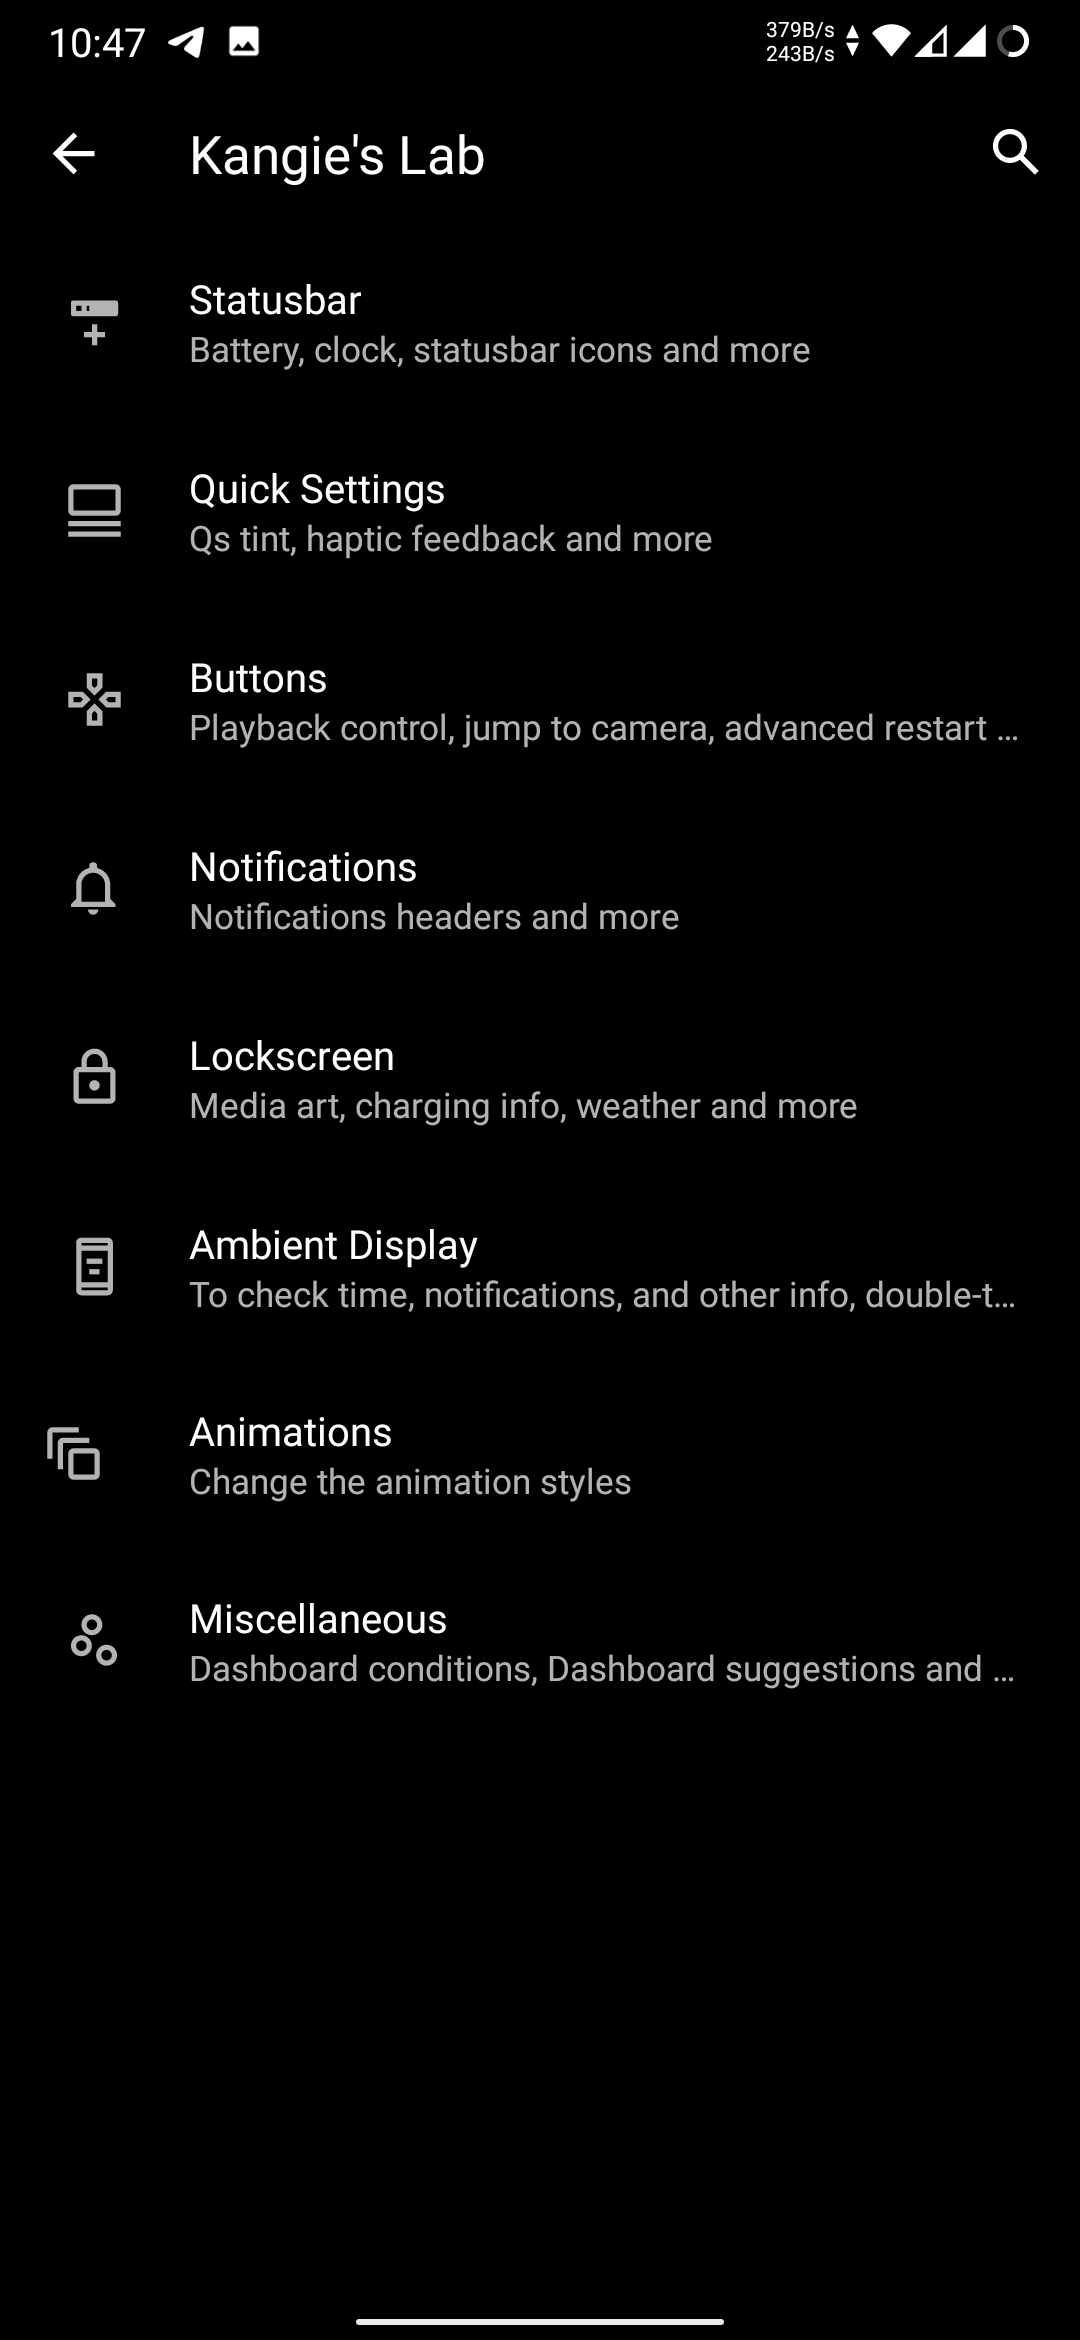 10:47
379B/s
243B/s
Kangie's Lab
Statusbar
Battery, clock, statusbar icons and more
Quick Settings
Qs tint, haptic feedback and more
Buttons
Playback control, jump to camera, advanced restart ...
Notifications
Notifications headers and more
Lockscreen
Media art, charging info, weather and more
Ambient Display
To check time, notifications, and other info, double-t...
Animations
Change the animation styles
Miscellaneous
Dashboard conditions, Dashboard suggestions and ...